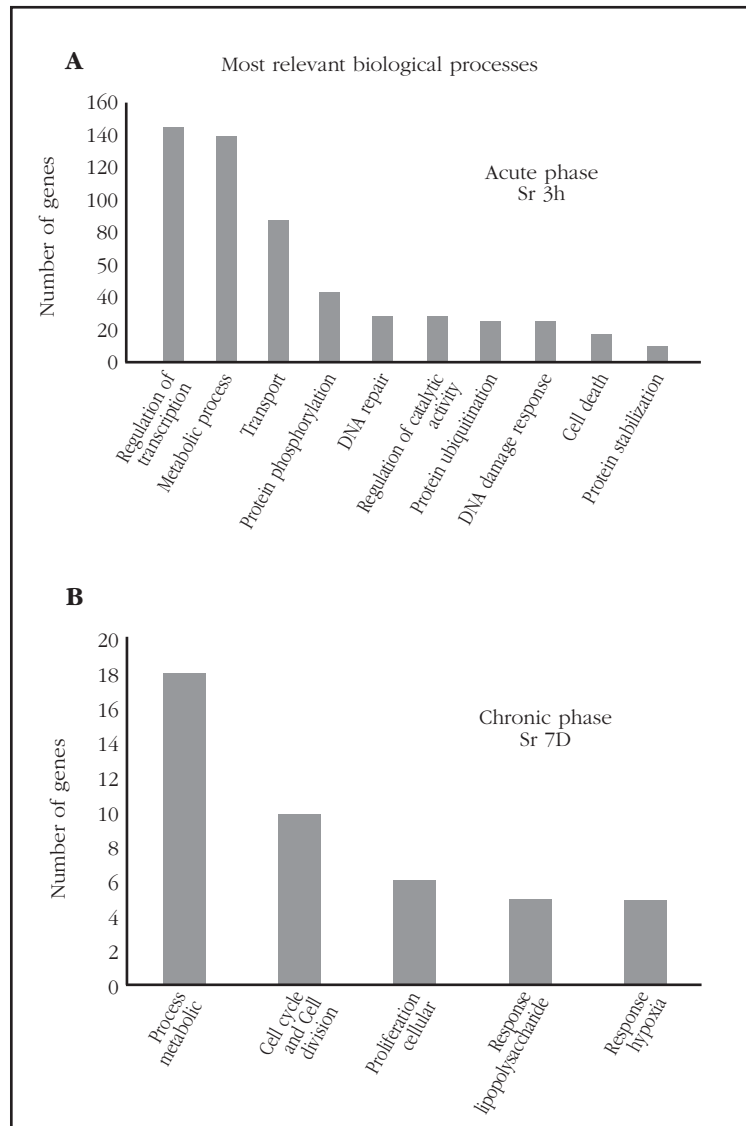 A
Most relevant biological processes
Number of genes
160
140
120
100
80
50
40
20
0
Acute phase
Sr 3h
Regulation of
transcription
Metabolic process
Transport
Protein phosphorylation
DNA repair
Regulation of catalytic
activity
Protein ubiquitination
DNA damage response
Cell death
Protein stabilization
B
Number of genes
20
18
16
14
12
10
8
6
4
2
0
Chronic phase
Sr 7D
Process
metabolic
Cell cycle
and Cell
division
Proliferation
cellular
Response
lipopolysaccharide
Response
hypoxia